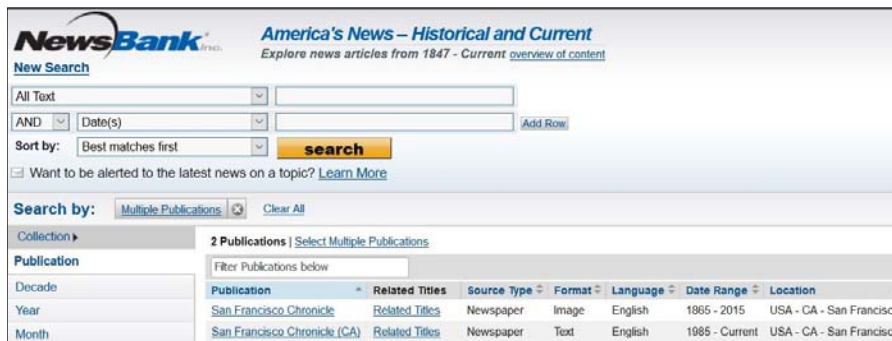 NewsBank Inc.
America's News – Historical and Current
Explore news articles from 1847 - Current overview of content
New Search
All Text
AND Date(s) Add Row
Sort by: Best matches first search
Want to be alerted to the latest news on a topic? Learn More
Search by: Multiple Publications Clear All
Collection
2 Publications | Select Multiple Publications
Publication
Filter Publications below
Decade
Publication Related Titles Source Type Format Language Date Range Location
Year
San Francisco Chronicle Related Titles Newspaper Image English 1865 - 2015 USA - CA - San Francisc
Month
San Francisco Chronicle (CA) Related Titles Newspaper Text English 1985 - Current USA - CA - San Francisc